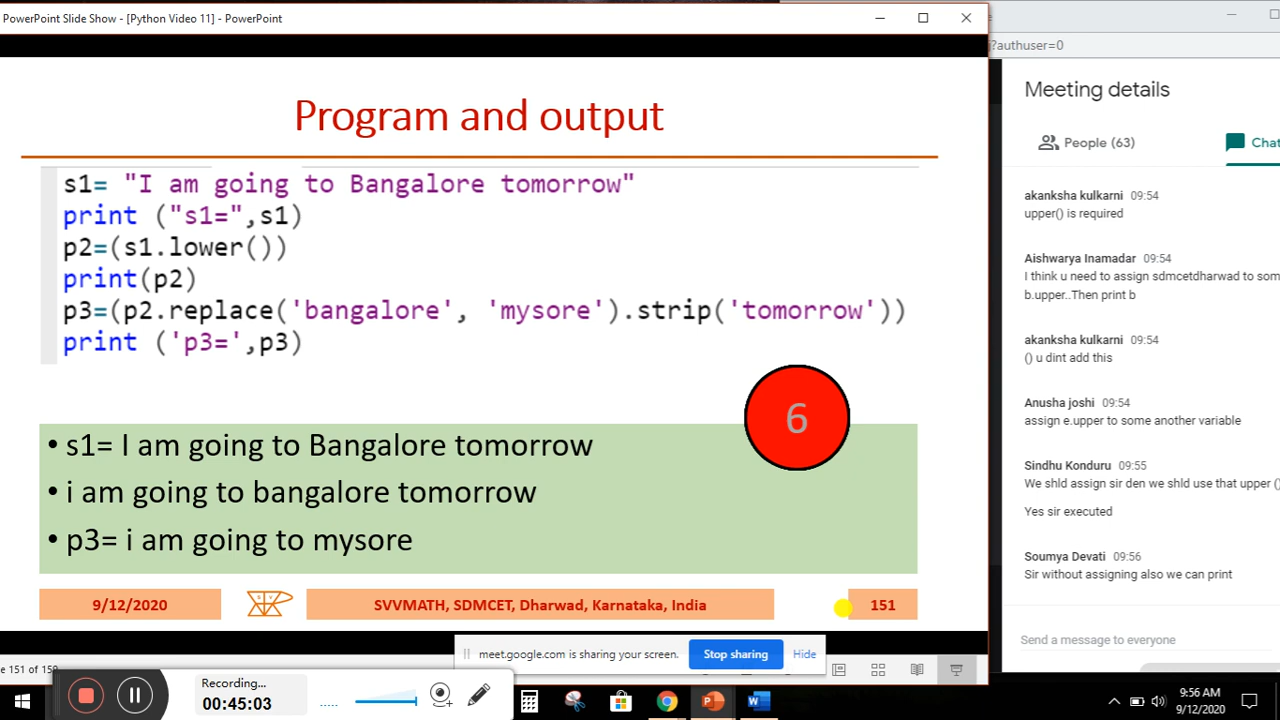 PowerPoint Slide Show - [Python Video 11] - PowerPoint
?authuser=0
Program and output
s1= "I am going to Bangalore tomorrow"
print ("s1=",s1)
p2=(s1.lower())
print(p2)
p3=(p2.replace('bangalore', 'mysore').strip('tomorrow'))
print ('p3=',p3)
6
• s1= I am going to Bangalore tomorrow
• i am going to bangalore tomorrow
• p3= i am going to mysore
9/12/2020
SVVMATH, SDMCET, Dharwad, Karnataka, India
151
Meeting details
People (63)
Chat
akanksha kulkarni 09:54
upper() is required
Aishwarya Inamadar 09:54
I think u need to assign sdmcetdharwad to som
b.upper..Then print b
akanksha kulkarni 09:54
() u dint add this
Anusha joshi 09:54
assign e.upper to some another variable
Sindhu Konduru 09:55
We shld assign sir den we shld use that upper ()
Yes sir executed
Soumya Devati 09:56
Sir without assigning also we can print
Send a message to everyone
meet.google.com is sharing your screen.
Stop sharing
Hide
e 151 of 159
Recording...
00:45:03
9:56 AM
9/12/2020